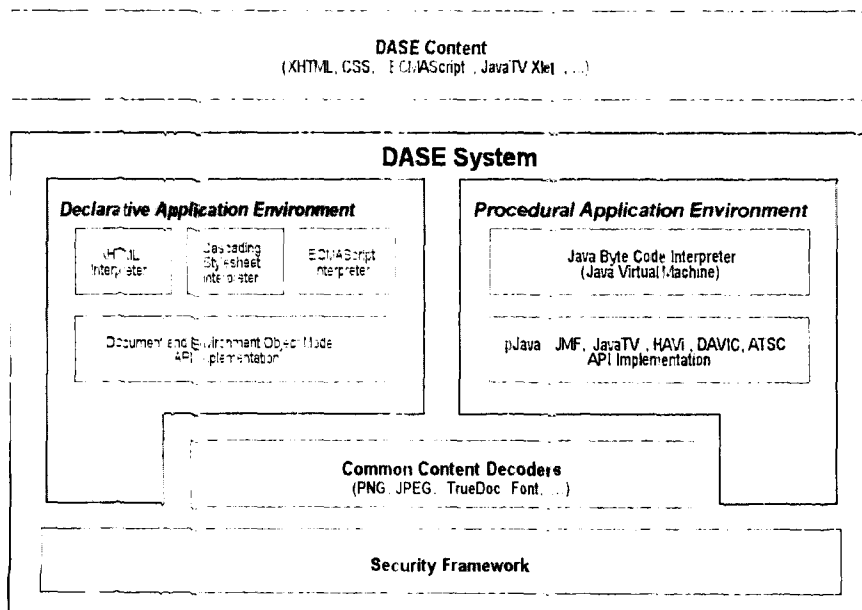 DASE Content
(XHTML, CSS, ECMAScript , JavaTV Xlet , ...)
DASE System
Declarative Application Environment
XHTML
Interpreter
Cascading
Stylesheet
Interpreter
ECMAScript
Interpreter
Document and Environment Object Model
API Implementation
Procedural Application Environment
Java Byte Code Interpreter
(Java Virtual Machine)
pJava JMF, JavaTV , HAVi , DAVIC, ATSC
API Implementation
Common Content Decoders
(PNG, JPEG, TrueDoc Font, ...)
Security Framework